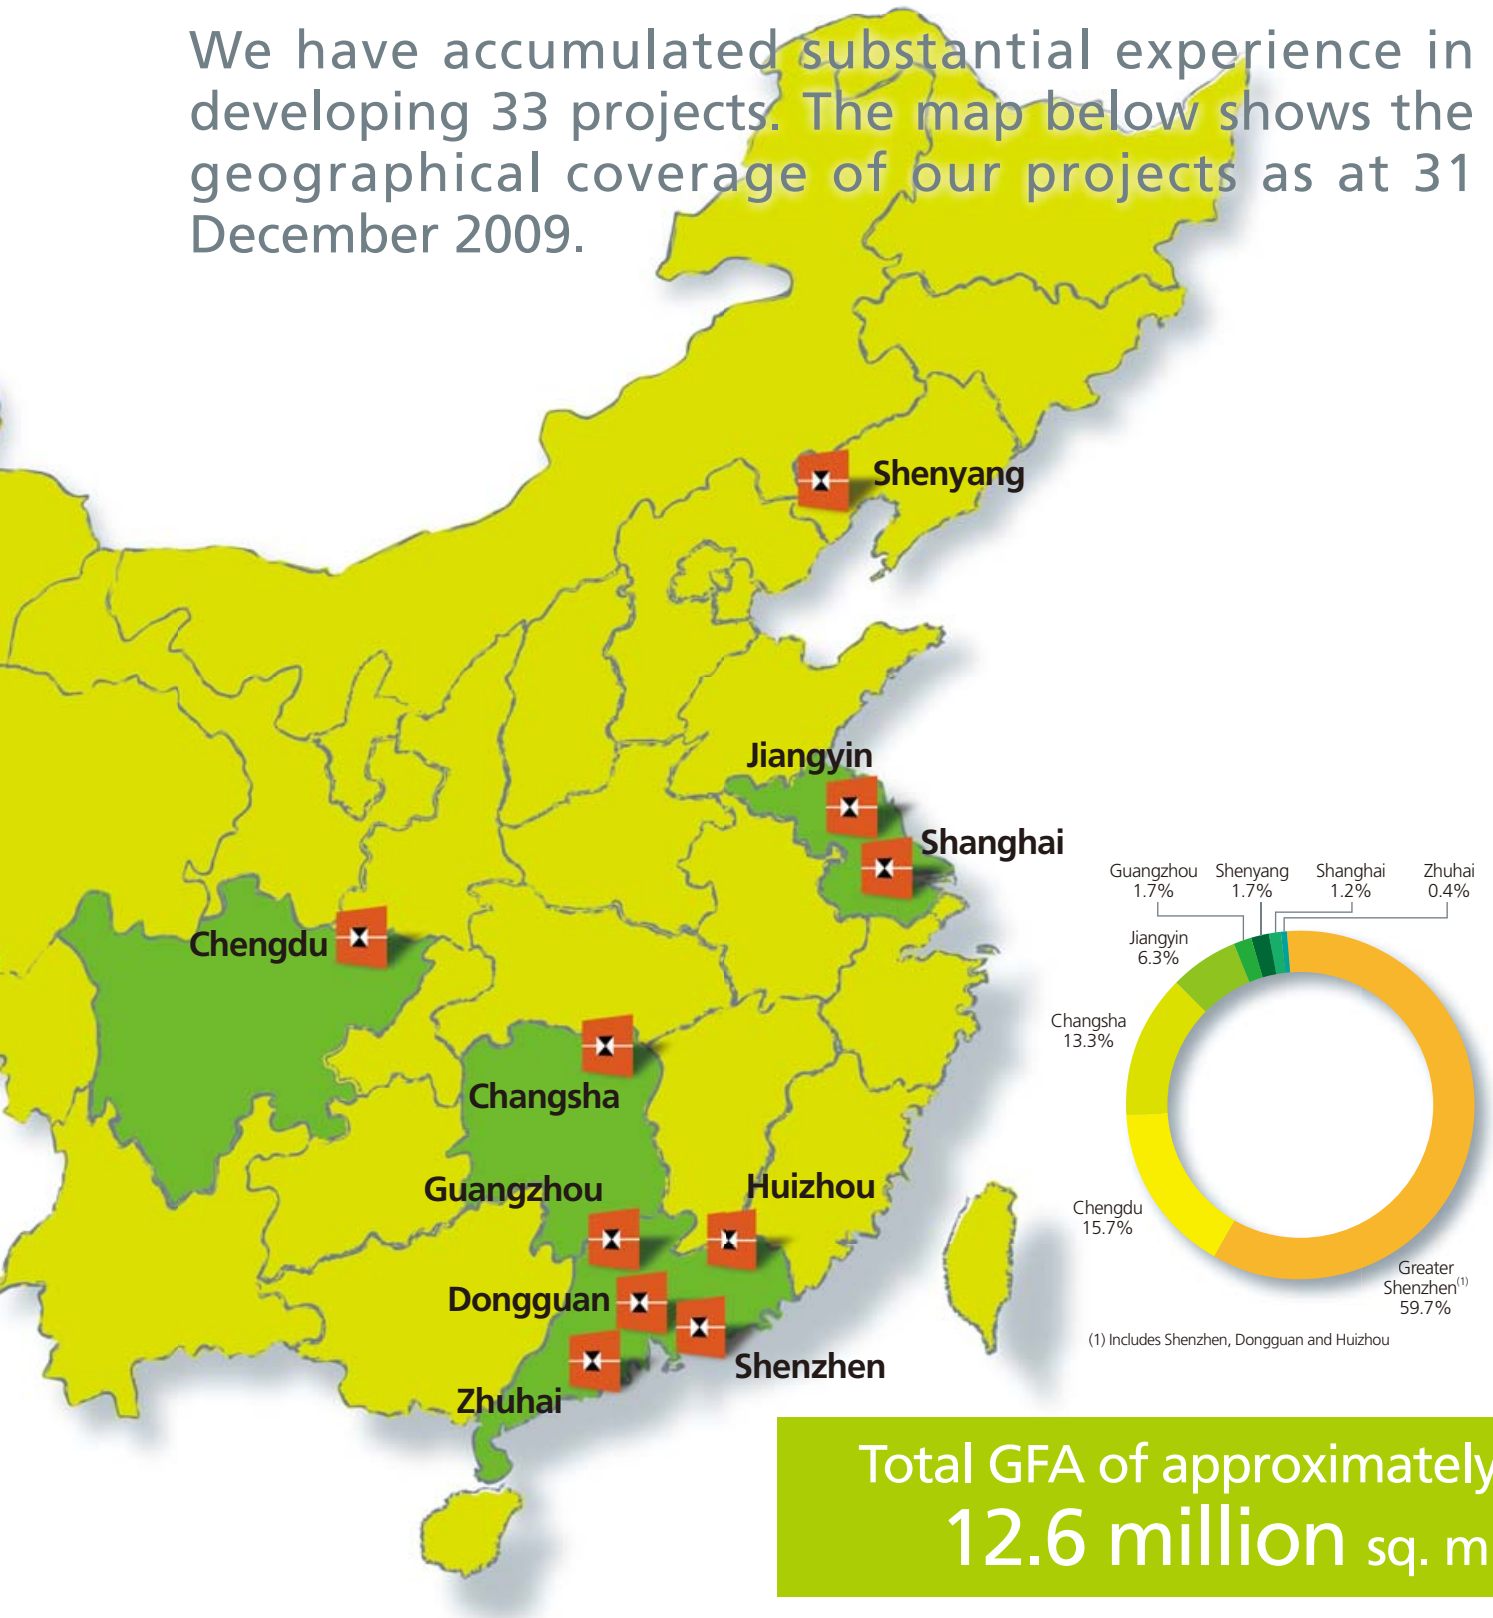 We have accumulated substantial experience in
developing 33 projects. The map below shows the
geographical coverage of our projects as at 31
December 2009.
Shenyang
Jiangyin
Shanghai
Chengdu
Changsha
Guangzhou
Huizhou
Dongguan
Shenzhen
Zhuhai
Guangzhou
1.7%
Shenyang
1.7%
Shanghai
1.2%
Zhuhai
0.4%
Jiangyin
6.3%
Changsha
13.3%
Chengdu
15.7%
Greater
Shenzhen(1)
59.7%
(1) Includes Shenzhen, Dongguan and Huizhou
Total GFA of approximately
12.6 million sq. m